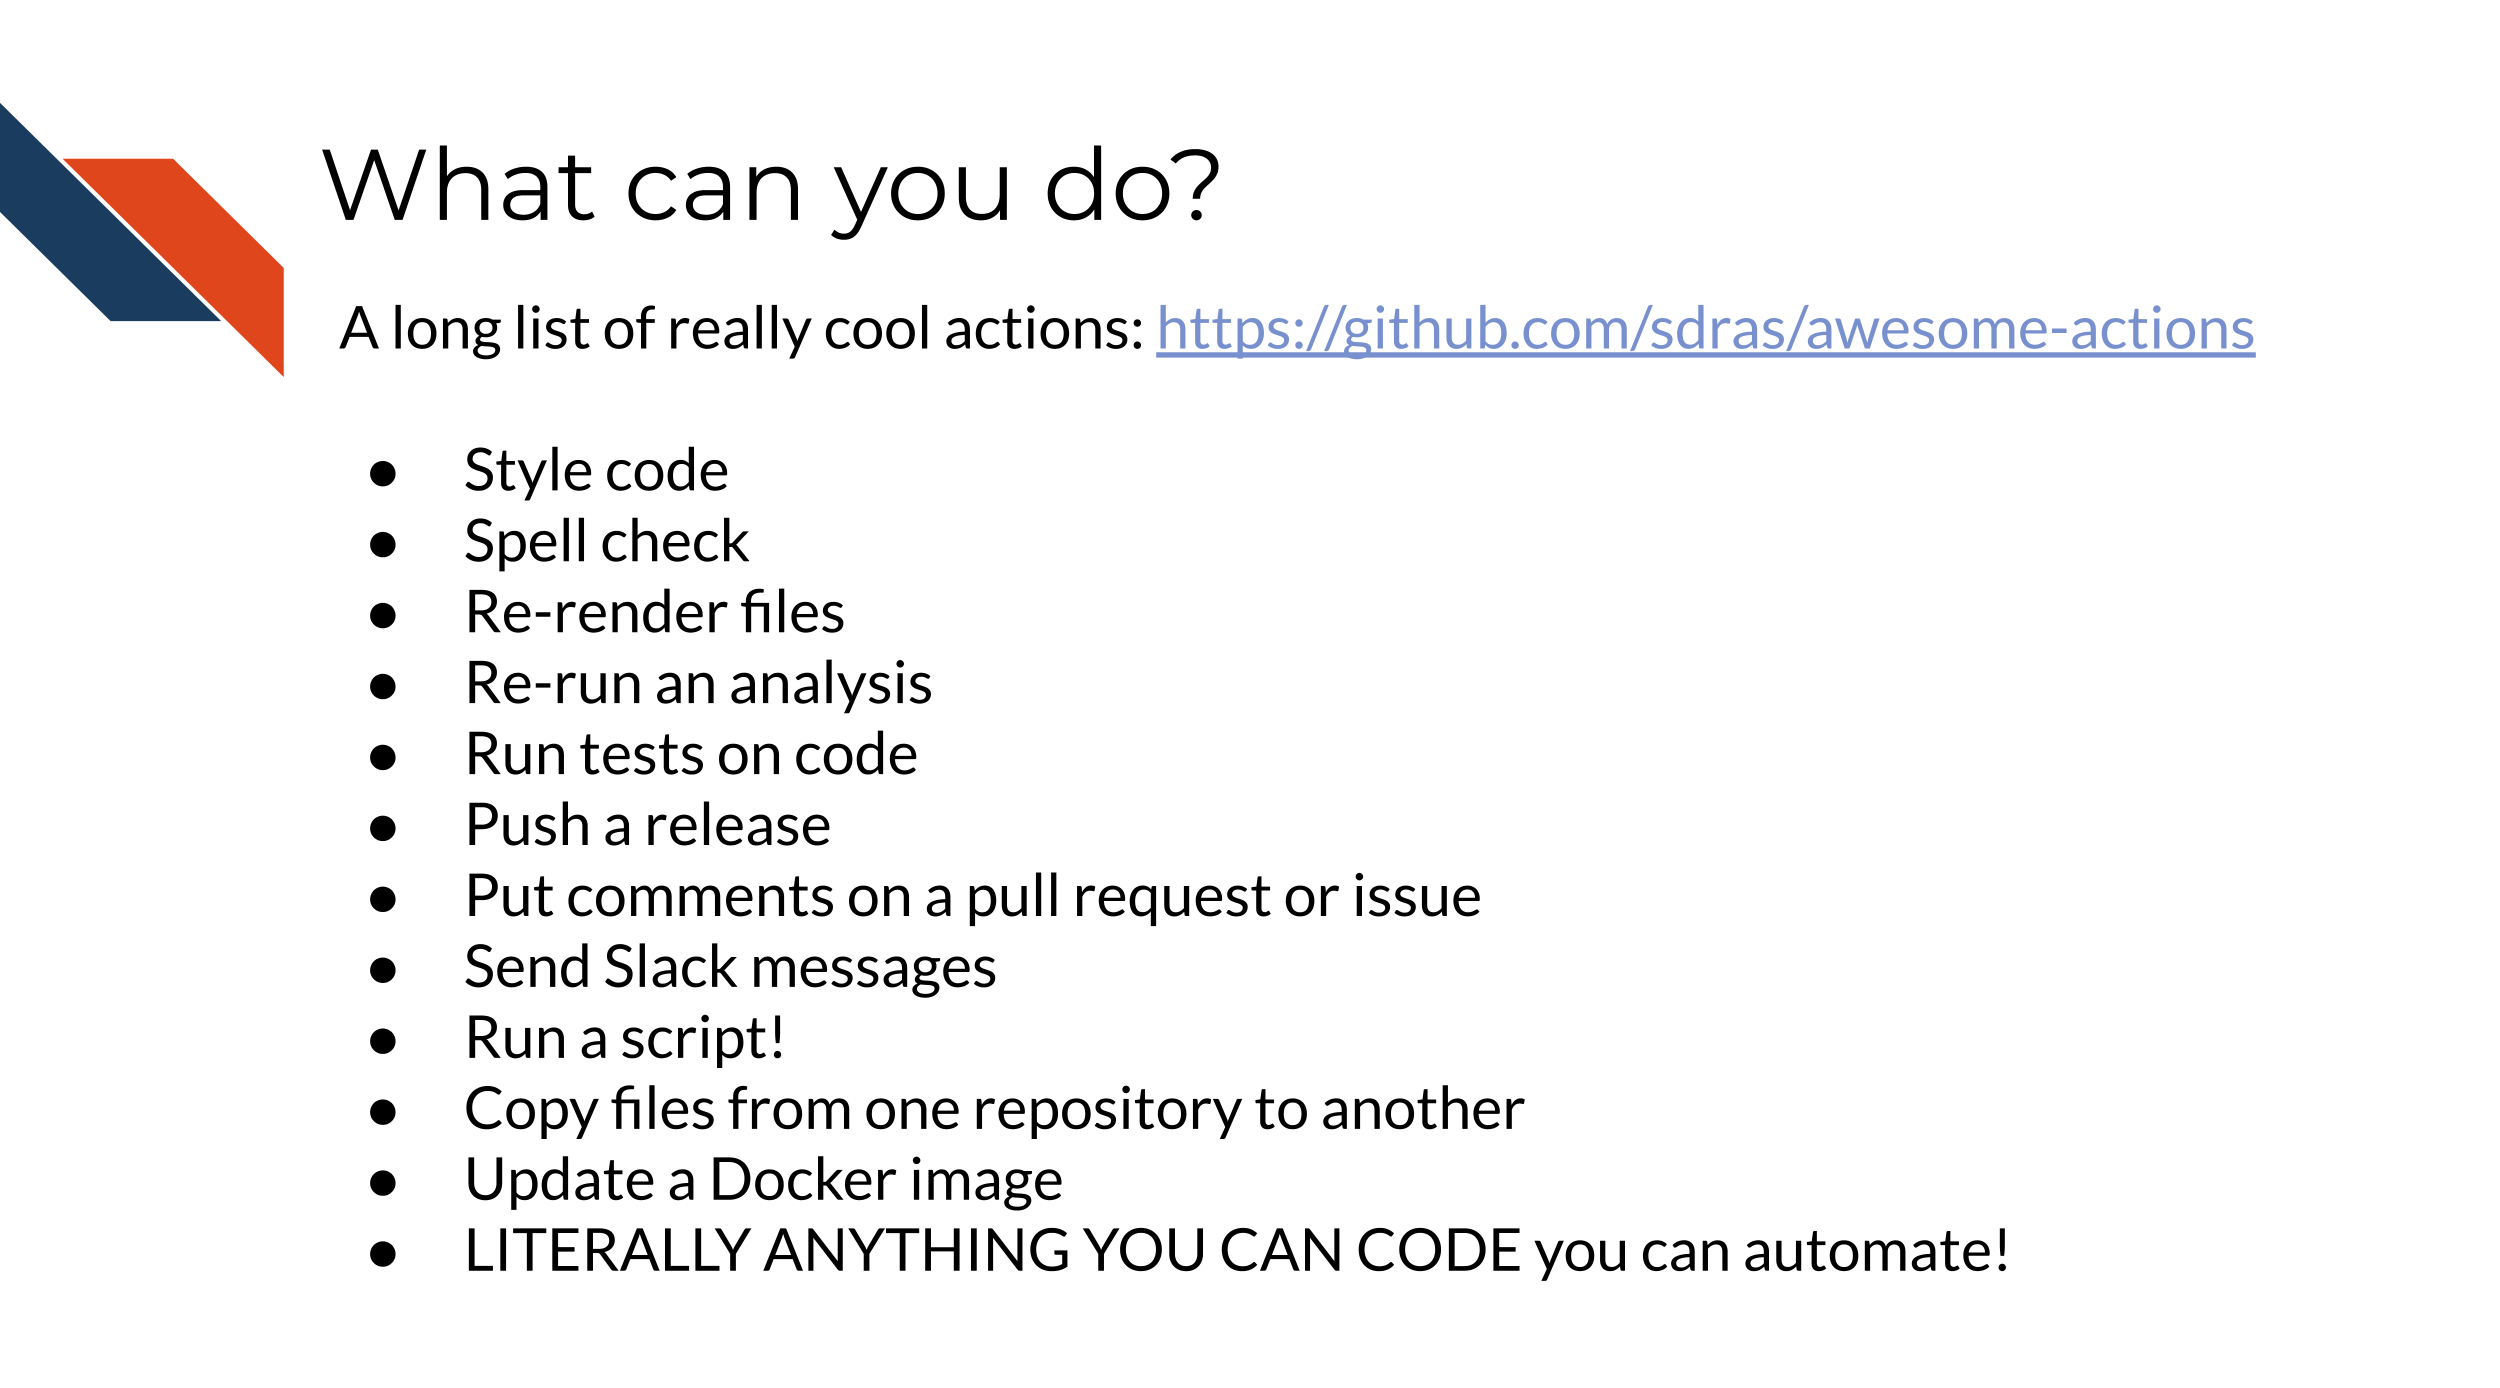 What can you do?
A long list of really cool actions: https://github.com/sdras/awesome-actions
● Style code
● Spell check
● Re-render files
● Re-run an analysis
● Run tests on code
● Push a release
● Put comments on a pull request or issue
● Send Slack messages
● Run a script!
● Copy files from one repository to another
● Update a Docker image
● LITERALLY ANYTHING YOU CAN CODE you can automate!